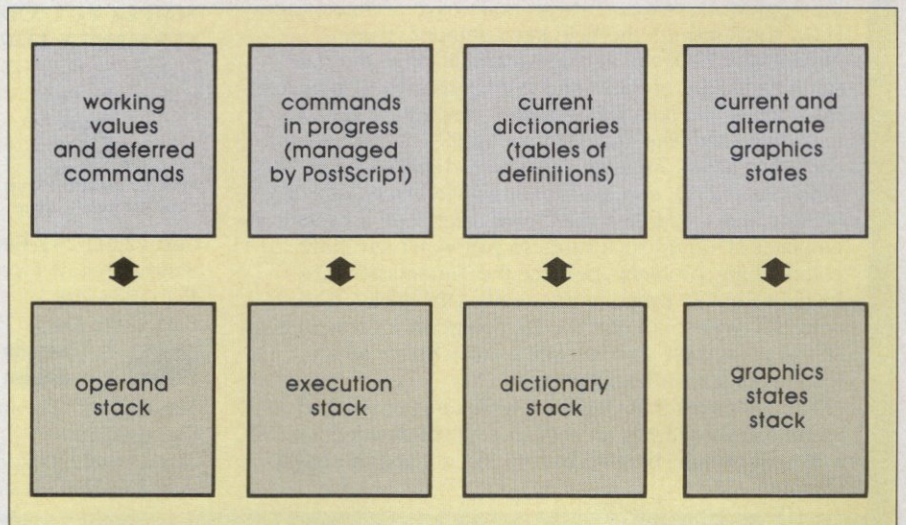 working
values
and deferred
commands
commands
in progress
(managed
by PostScript)
current
dictionaries
(tables of
definitions)
current and
alternate
graphics
states
operand
stack
execution
stack
dictionary
stack
graphics
states
stack